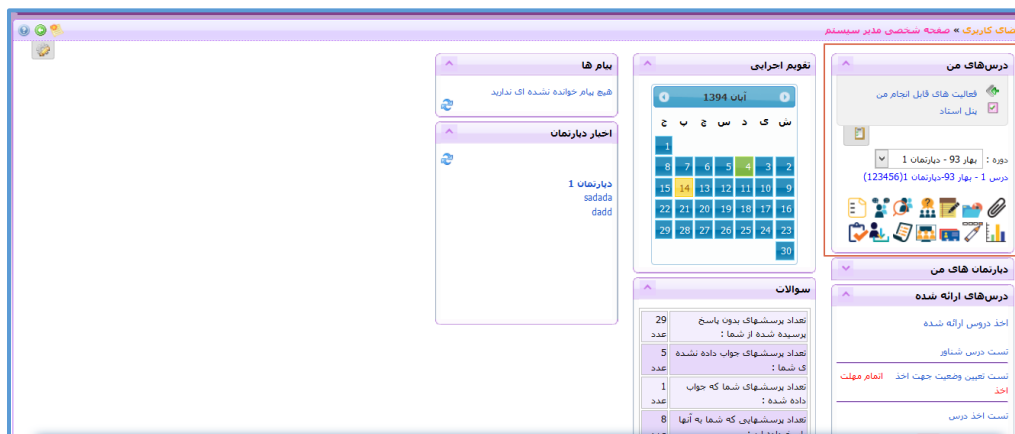 فضای کاربری » صفحه شخصی مدیر سیستم
درس‌های من
فعالیت های قابل انجام من
پنل استاد
دوره : بهار 93 - دپارتمان 1
درس 1 - بهار 93-دپارتمان 1(123456)
دپارتمان های من
درس‌های ارائه شده
اخذ دروس ارائه شده
تست درس شناور
تست تعیین وضعیت جهت اخذ اتمام مهلت
اخذ
تست اخذ درس
تقویم اجرایی
آبان 1394
ش ی د س چ پ ج
1
2 3 4 5 6 7 8
9 10 11 12 13 14 15
16 17 18 19 20 21 22
23 24 25 26 27 28 29
30
سوالات
تعداد پرسشهای بدون پاسخ 29
پرسیده شده از شما : عدد
تعداد پرسشهای جواب داده نشده 5
ی شما : عدد
تعداد پرسشهای شما که جواب 1
داده شده : عدد
تعداد پرسشهایی که شما به آنها 8
پیام ها
هیچ پیام خوانده نشده ای ندارید
اخبار دپارتمان
دپارتمان 1
sadada
dadd